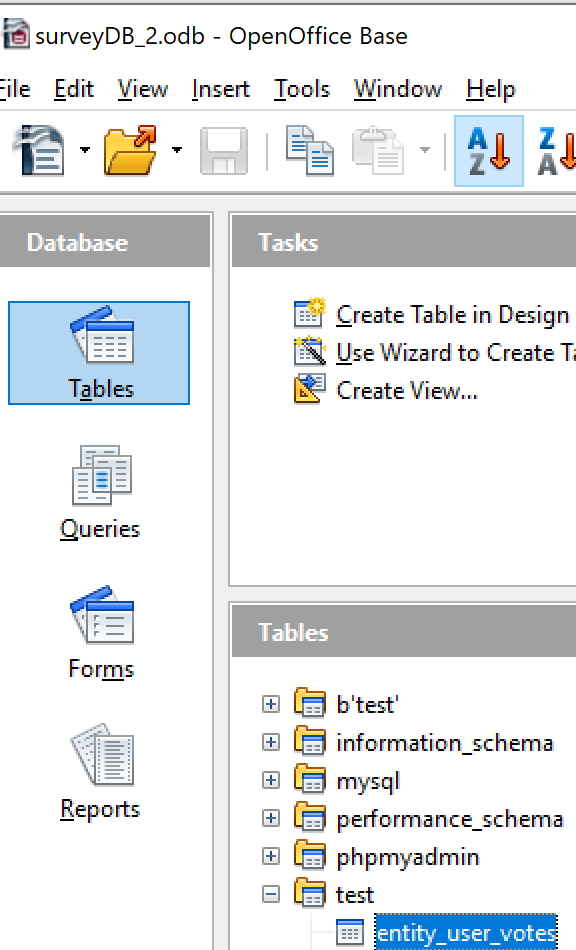 surveyDB_2.odb - OpenOffice Base
File Edit View Insert Tools Window Help
Database
Tables
Queries
Forms
Reports
Tasks
Create Table in Design
Use Wizard to Create Ta
Create View...
Tables
b'test'
information_schema
mysql
performance_schema
phpmyadmin
test
entity_user_votes